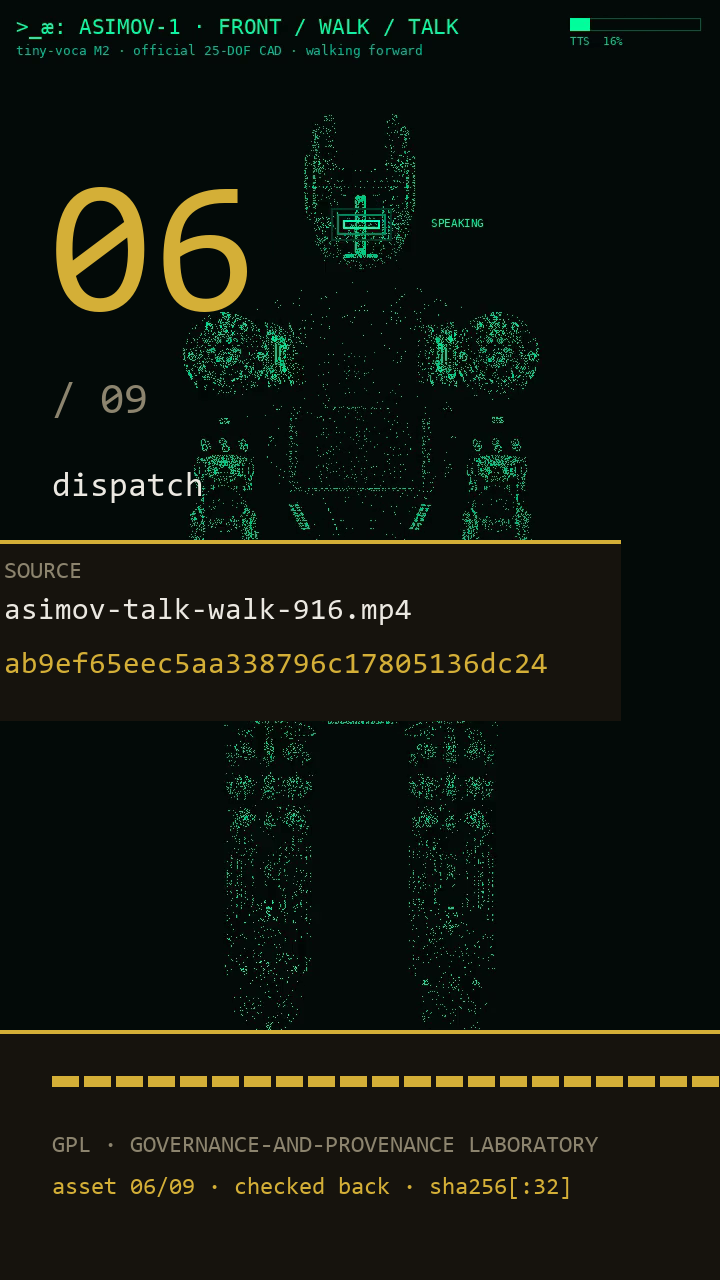 >_æ: ASIMOV-1 · FRONT / WALK / TALK
tiny-voca M2 · official 25-DOF CAD · walking forward
TTS 16%
06
SPEAKING
/ 09
dispatch
SOURCE
asimov-talk-walk-916.mp4
ab9ef65eec5aa338796c17805136dc24
GPL · GOVERNANCE-AND-PROVENANCE LABORATORY
asset 06/09 · checked back · sha256[:32]